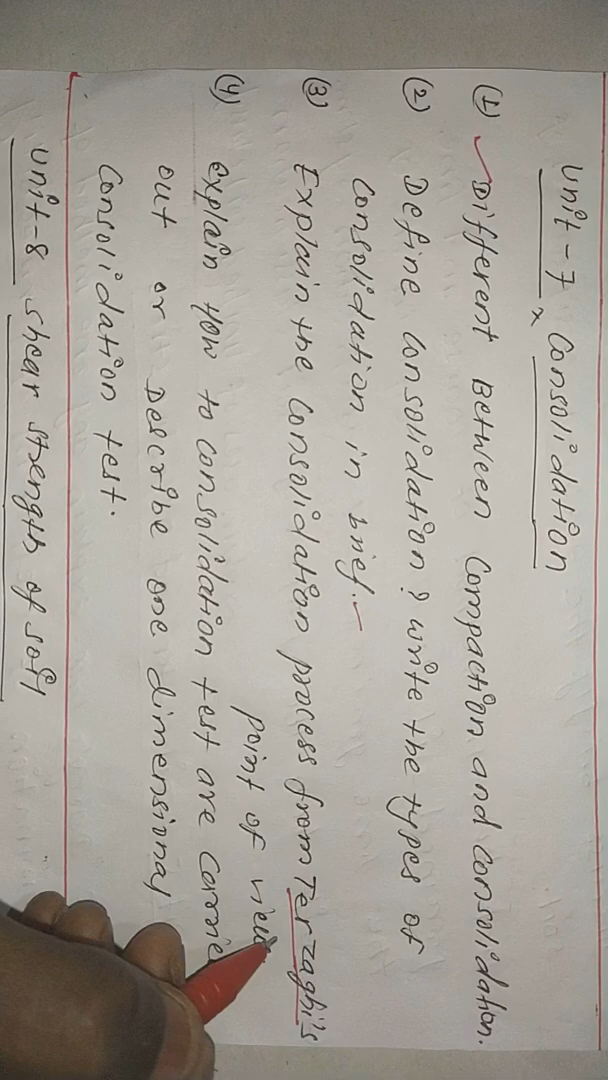 Unit-7 Consolidation
(1) Different Between Compaction and Consolidation.
(2) Define Consolidation? write the types of
Consolidation in brief.
(3) Explain the Consolidation process from Terzaghi's
point of view
(4) explain How to consolidation test are carrie
out or Describe one dimensional
Consolidation test.
Unit-8 shear strength of soil